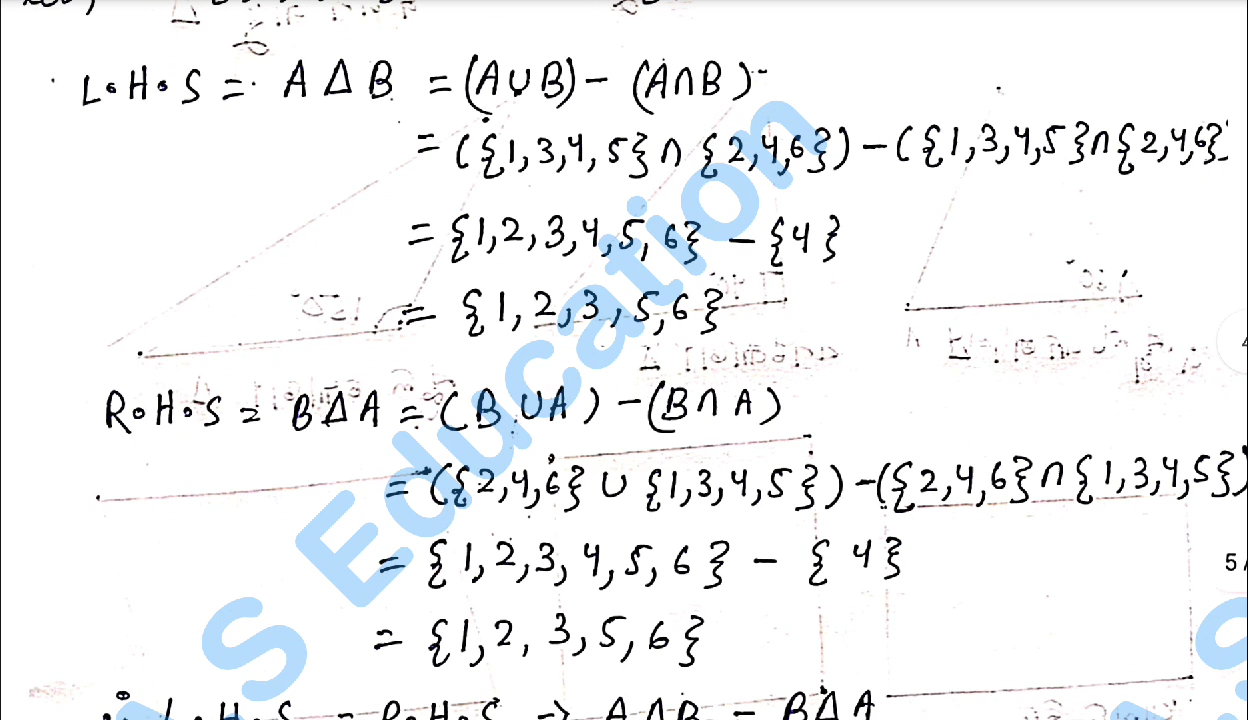 L.H.S = A Δ B = (A∪B) − (A∩B)
= ({1,3,4,5} ∩ {2,4,6}) − ({1,3,4,5}∩{2,4,6}
= {1,2,3,4,5,6} − {4}
= {1,2,3,5,6}
R.H.S = B Δ A = (B ∪ A) − (B ∩ A)
= ({2,4,6} ∪ {1,3,4,5}) − ({2,4,6} ∩ {1,3,4,5})
= {1,2,3,4,5,6} − {4}
= {1,2,3,5,6}
∴ L.H.S = R.H.S → A Δ B = B Δ A
S Education